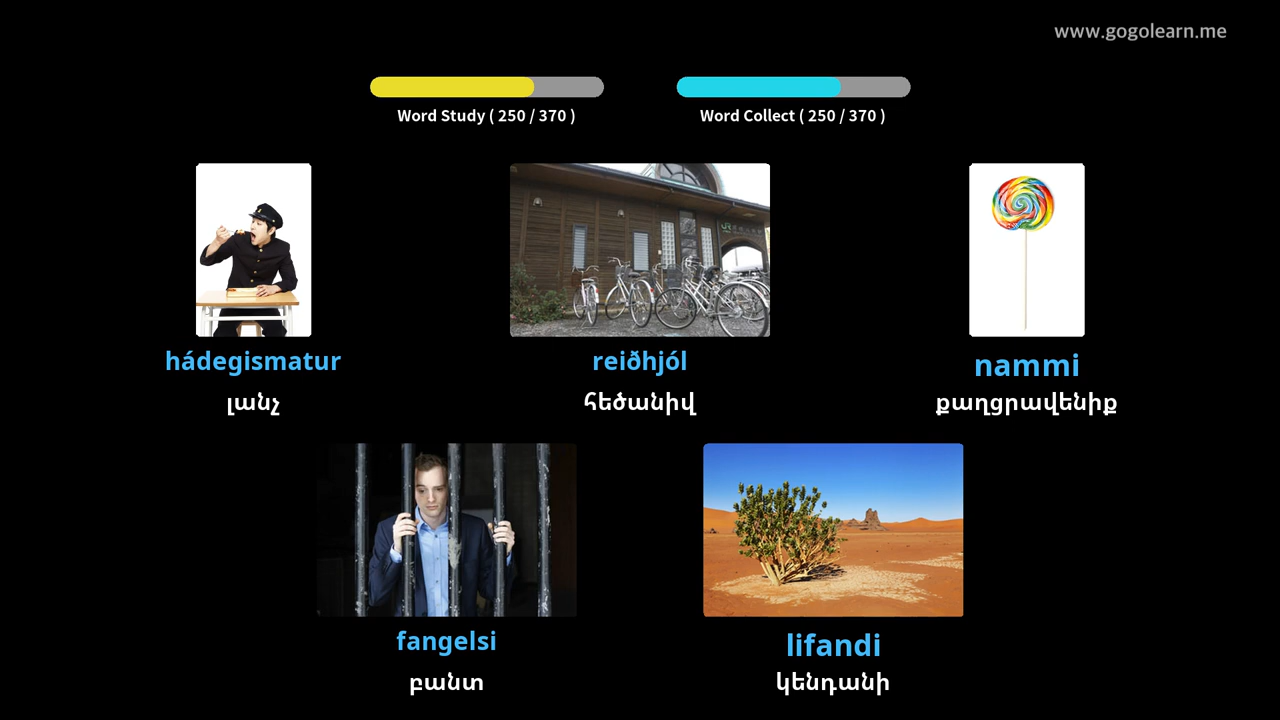 www.gogolearn.me
Word Study ( 250 / 370 )
Word Collect ( 250 / 370 )
hádegismatur
reiðhjól
nammi
լանչ
հեծանիվ
քաղցրավենիք
fangelsi
lifandi
բանտ
կենդանի